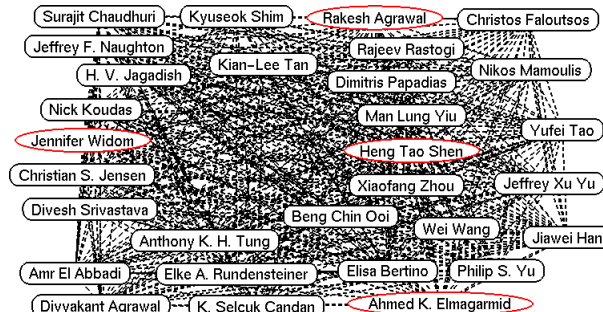 Surajit Chaudhuri
Kyuseok Shim
Rakesh Agrawal
Christos Faloutsos
Jeffrey F. Naughton
Rajeev Rastogi
H. V. Jagadish
Kian-Lee Tan
Dimitris Papadias
Nikos Mamoulis
Nick Koudas
Man Lung Yiu
Yufei Tao
Jennifer Widom
Heng Tao Shen
Christian S. Jensen
Xiaofang Zhou
Jeffrey Xu Yu
Divesh Srivastava
Beng Chin Ooi
Wei Wang
Anthony K. H. Tung
Jiawei Han
Amr El Abbadi
Elke A. Rundensteiner
Elisa Bertino
Philip S. Yu
Divyakant Agrawal
K. Selcuk Candan
Ahmed K. Elmagarmid